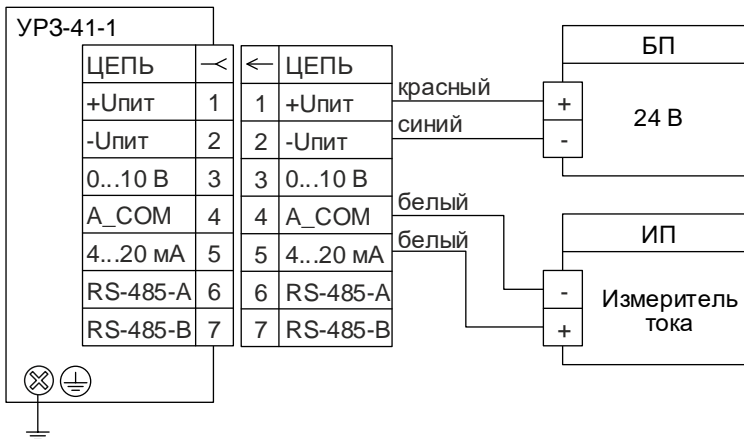 УРЗ-41-1
ЦЕПЬ ЦЕПЬ
+Uпит 1 1 +Uпит красный +
-Uпит 2 2 -Uпит синий -
0...10 В 3 3 0...10 В
A_COM 4 4 A_COM белый -
4...20 мА 5 5 4...20 мА белый +
RS-485-A 6 6 RS-485-A
RS-485-B 7 7 RS-485-B
БП
24 В
ИП
Измеритель
тока